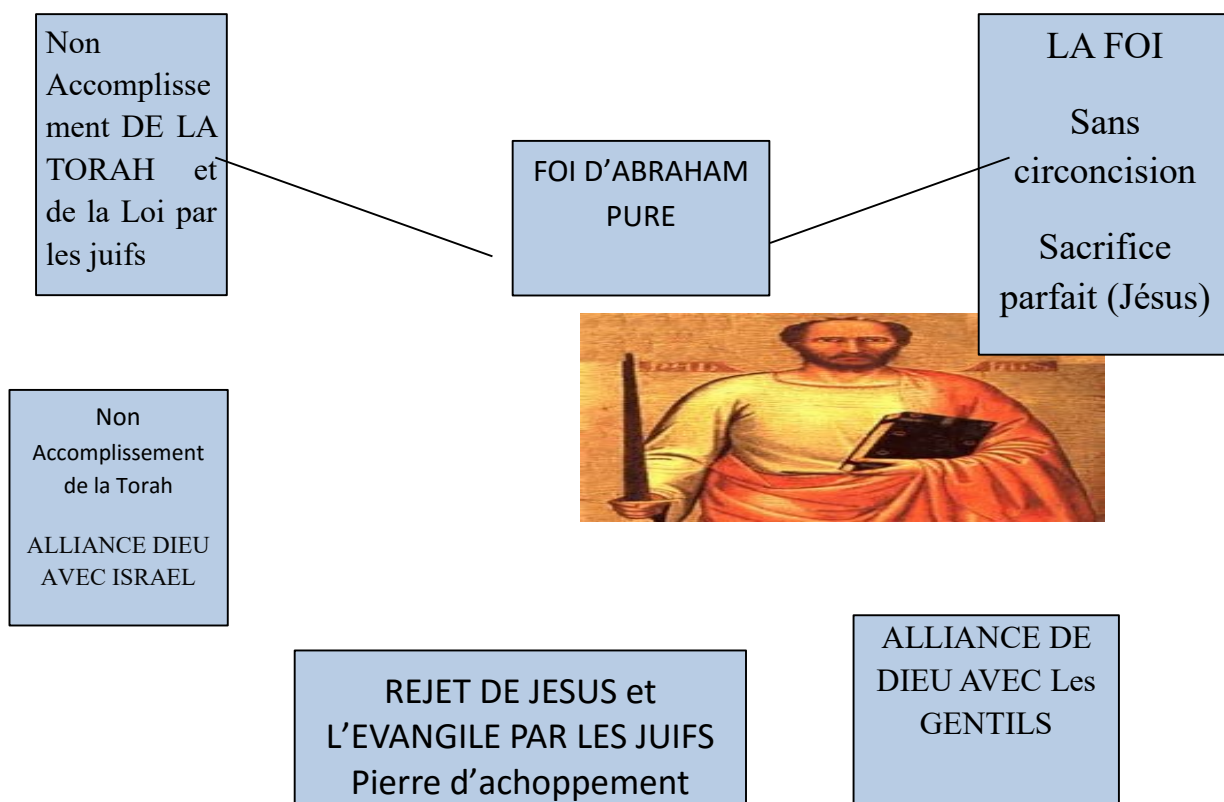 Non
Accomplisse
ment DE LA
TORAH et
de la Loi par
les juifs
FOI D’ABRAHAM
PURE
LA FOI
Sans
circoncision
Sacrifice
parfait (Jésus)
Non
Accomplissement
de la Torah
ALLIANCE DIEU
AVEC ISRAEL
REJET DE JESUS et
L’EVANGILE PAR LES JUIFS
Pierre d’achoppement
ALLIANCE DE
DIEU AVEC Les
GENTILS